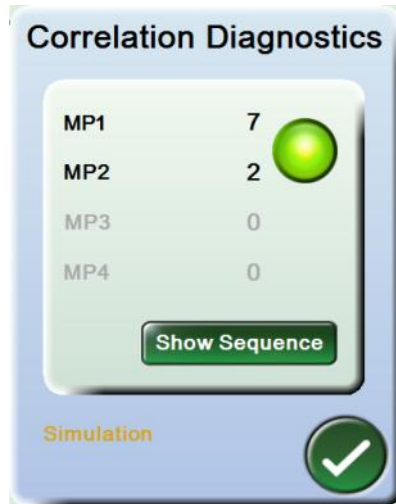 Correlation Diagnostics
MP1 7
MP2 2
MP3 0
MP4 0
Show Sequence
Simulation